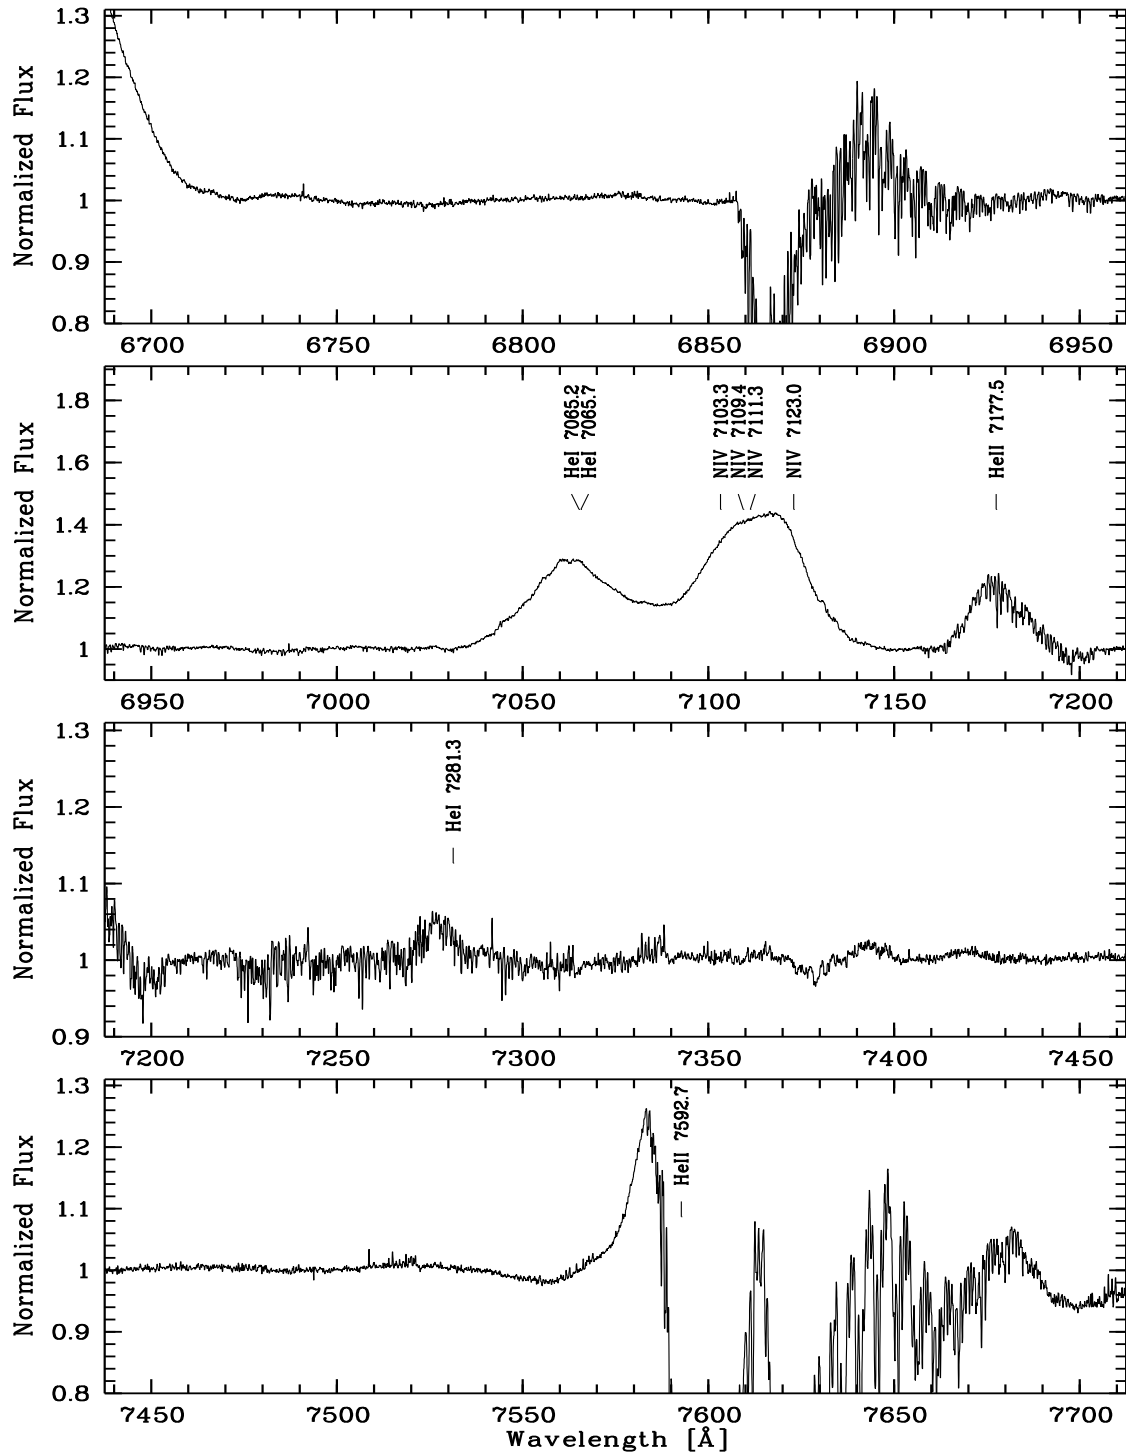 1.3
1.2
1.1
1
0.9
0.8
Normalized Flux
6700 6750 6800 6850 6900 6950
1.8
1.6
1.4
1.2
1
Normalized Flux
HeI 7065.2
HeI 7065.7
NIV 7103.3
NIV 7109.4
NIV 7111.3
NIV 7123.0
HeII 7177.5
6950 7000 7050 7100 7150 7200
1.3
1.2
1.1
1
0.9
Normalized Flux
HeI 7281.3
7200 7250 7300 7350 7400 7450
1.3
1.2
1.1
1
0.9
0.8
Normalized Flux
HeII 7592.7
7450 7500 7550 7600 7650 7700
Wavelength [Å]